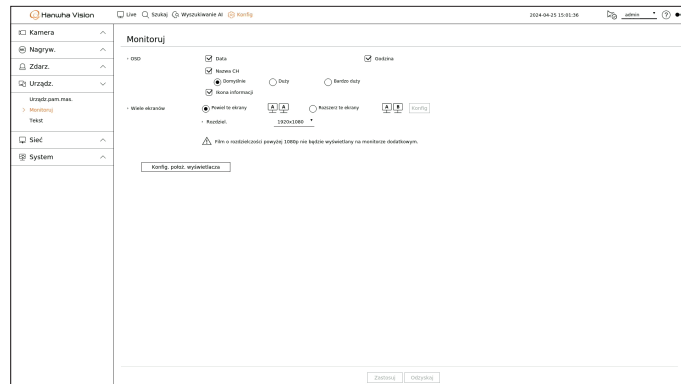 Hanwha Vision Live Szukaj Wyszukiwanie AI Konfig 2024-04-25 15:01:36 admin
Kamera
Nagryw.
Zdarz.
Urządz.
Urządz.pam.mas.
Monitoruj
Tekst
Sieć
System
Monitoruj
OSD Data Godzina
Nazwa CH
Domyślnie Duży Bardzo duży
Ikona informacji
Wiele ekranów Powiel te ekrany A A Rozszerz te ekrany A B Konfig
Rozdziel. 1920x1080
Film o rozdzielczości powyżej 1080p nie będzie wyświetlany na monitorze dodatkowym.
Konfig. położ. wyświetlacza
Zastosuj Odzyskaj